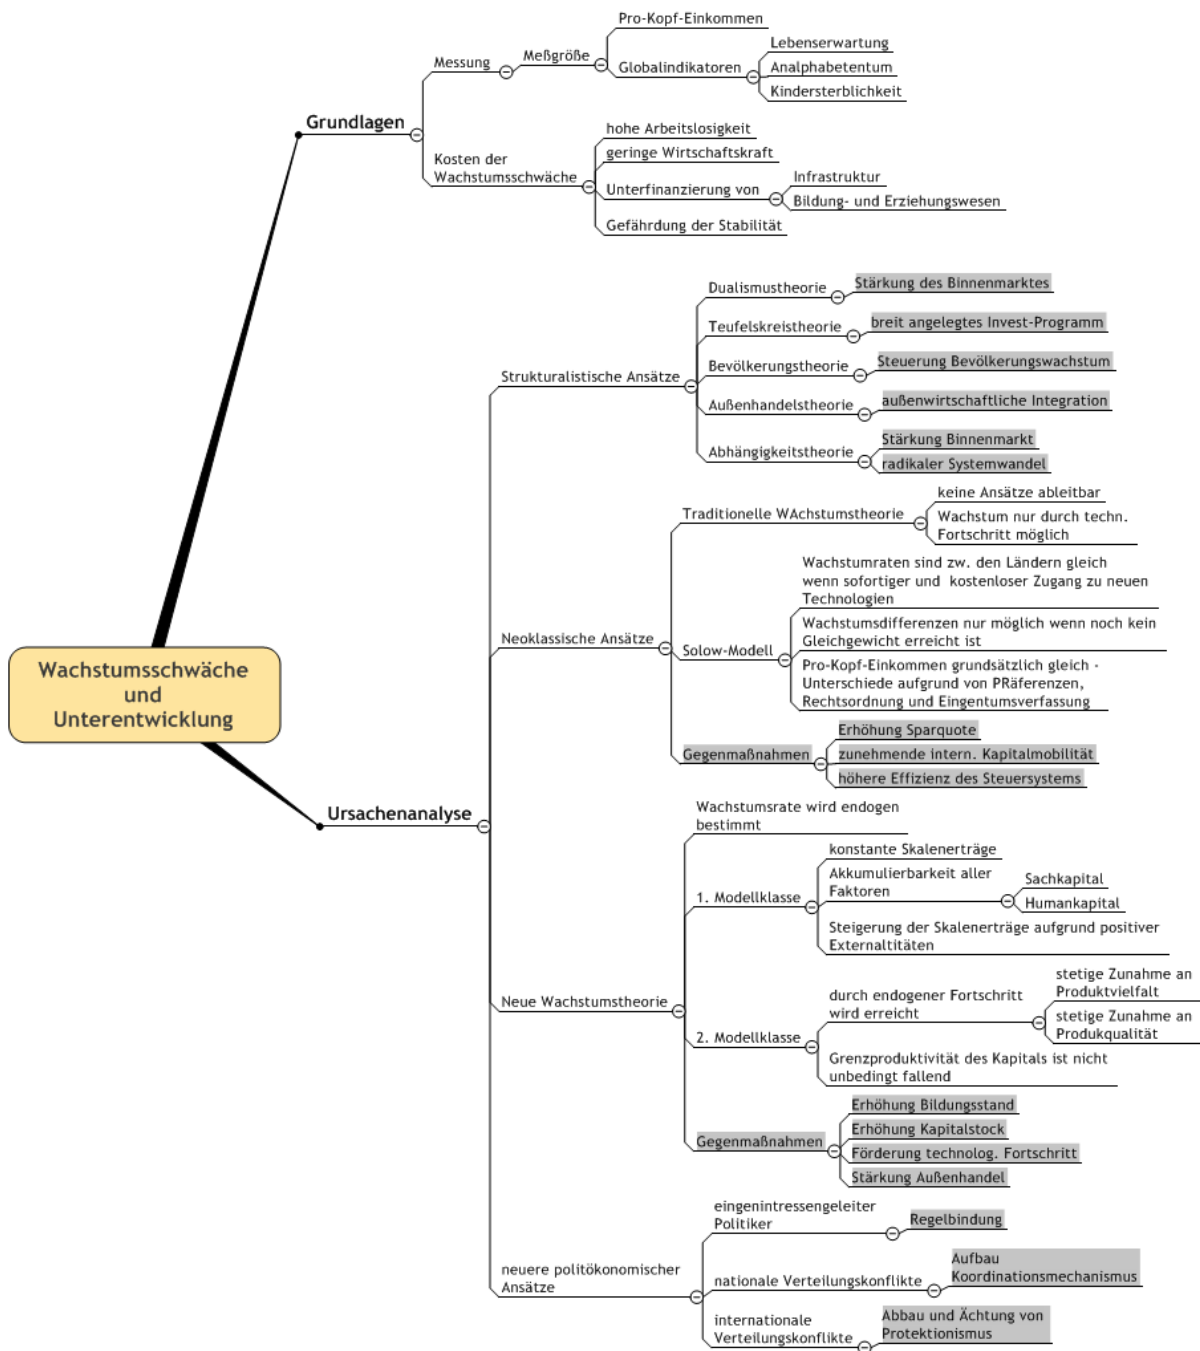 Wachstumsschwäche
und
Unterentwicklung
Grundlagen
Messung
Meßgröße
Pro-Kopf-Einkommen
Globalindikatoren
Lebenserwartung
Analphabetentum
Kindersterblichkeit
Kosten der
Wachstumsschwäche
hohe Arbeitslosigkeit
geringe Wirtschaftskraft
Unterfinanzierung von
Infrastruktur
Bildung- und Erziehungswesen
Gefährdung der Stabilität
Ursachenanalyse
Strukturalistische Ansätze
Dualismustheorie
Stärkung des Binnenmarktes
Teufelskreistheorie
breit angelegtes Invest-Programm
Bevölkerungstheorie
Steuerung Bevölkerungswachstum
Außenhandelstheorie
außenwirtschaftliche Integration
Abhängigkeitstheorie
Stärkung Binnenmarkt
radikaler Systemwandel
Neoklassische Ansätze
Traditionelle WAchstumstheorie
keine Ansätze ableitbar
Wachstum nur durch techn.
Fortschritt möglich
Solow-Modell
Wachstumraten sind zw. den Ländern gleich
wenn sofortiger und  kostenloser Zugang zu neuen
Technologien
Wachstumsdifferenzen nur möglich wenn noch kein
Gleichgewicht erreicht ist
Pro-Kopf-Einkommen grundsätzlich gleich -
Unterschiede aufgrund von PRäferenzen,
Rechtsordnung und Eingentumsverfassung
Gegenmaßnahmen
Erhöhung Sparquote
zunehmende intern. Kapitalmobilität
höhere Effizienz des Steuersystems
Neue Wachstumstheorie
Wachstumsrate wird endogen
bestimmt
1. Modellklasse
konstante Skalenerträge
Akkumulierbarkeit aller
Faktoren
Sachkapital
Humankapital
Steigerung der Skalenerträge aufgrund positiver
Externaltitäten
2. Modellklasse
durch endogener Fortschritt
wird erreicht
stetige Zunahme an
Produktvielfalt
stetige Zunahme an
Produkqualität
Grenzproduktivität des Kapitals ist nicht
unbedingt fallend
Gegenmaßnahmen
Erhöhung Bildungsstand
Erhöhung Kapitalstock
Förderung technolog. Fortschritt
Stärkung Außenhandel
neuere politökonomischer
Ansätze
eingenintressengeleiter
Politiker
Regelbindung
nationale Verteilungskonflikte
Aufbau
Koordinationsmechanismus
internationale
Verteilungskonflikte
Abbau und Ächtung von
Protektionismus